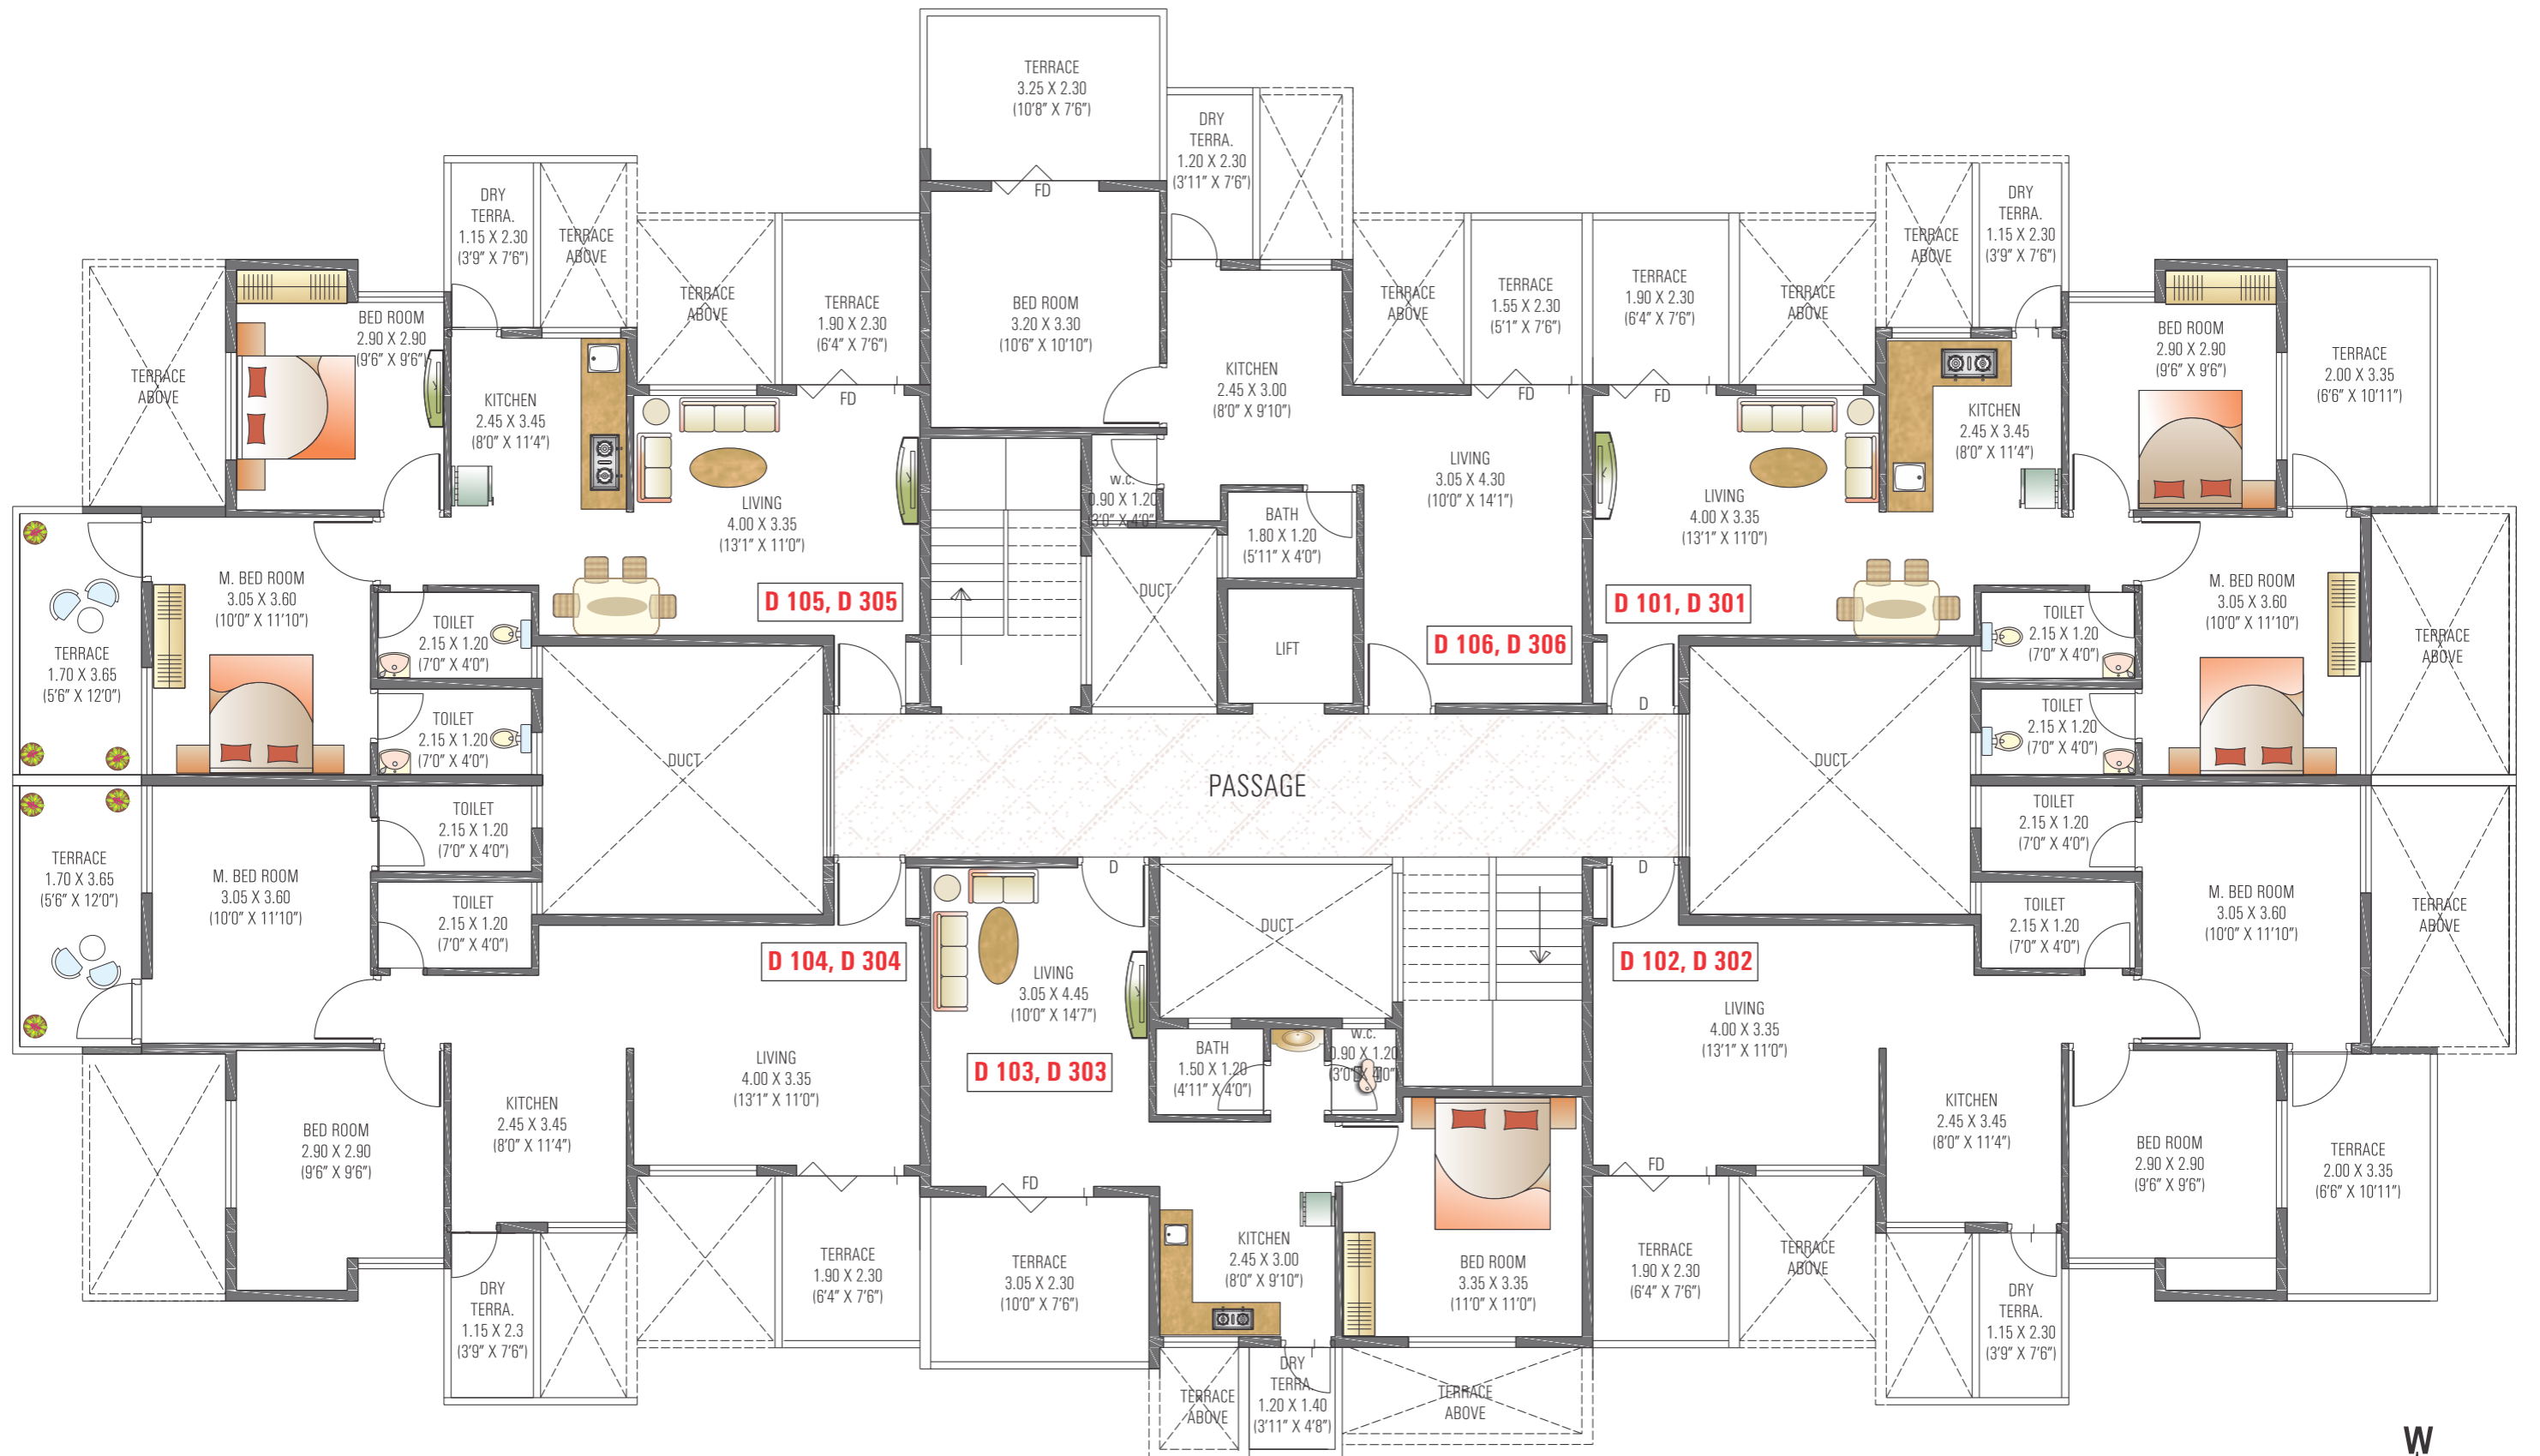 TERRACE
3.25 X 2.30
(10'8" X 7'6")
DRY
TERRA.
1.20 X 2.30
(3'11" X 7'6")
FD
DRY
TERRA.
1.15 X 2.30
(3'9" X 7'6")
TERRACE
ABOVE
TERRACE
ABOVE
TERRACE
1.90 X 2.30
(6'4" X 7'6")
FD
BED ROOM
3.20 X 3.30
(10'6" X 10'10")
KITCHEN
2.45 X 3.00
(8'0" X 9'10")
TERRACE
ABOVE
TERRACE
1.55 X 2.30
(5'1" X 7'6")
FD
TERRACE
1.90 X 2.30
(6'4" X 7'6")
FD
TERRACE
ABOVE
TERRACE
ABOVE
DRY
TERRA.
1.15 X 2.30
(3'9" X 7'6")
TERRACE
ABOVE
BED ROOM
2.90 X 2.90
(9'6" X 9'6")
KITCHEN
2.45 X 3.45
(8'0" X 11'4")
LIVING
4.00 X 3.35
(13'1" X 11'0")
W.C.
0.90 X 1.20
(3'0" X 4'0"
BATH
1.80 X 1.20
(5'11" X 4'0")
LIVING
3.05 X 4.30
(10'0" X 14'1")
LIVING
4.00 X 3.35
(13'1" X 11'0")
KITCHEN
2.45 X 3.45
(8'0" X 11'4")
BED ROOM
2.90 X 2.90
(9'6" X 9'6")
TERRACE
2.00 X 3.35
(6'6" X 10'11")
M. BED ROOM
3.05 X 3.60
(10'0" X 11'10")
TERRACE
1.70 X 3.65
(5'6" X 12'0")
TOILET
2.15 X 1.20
(7'0" X 4'0")
TOILET
2.15 X 1.20
(7'0" X 4'0")
D 105, D 305
DUCT
DUCT
LIFT
D 106, D 306
D 101, D 301
D
DUCT
TOILET
2.15 X 1.20
(7'0" X 4'0")
TOILET
2.15 X 1.20
(7'0" X 4'0")
M. BED ROOM
3.05 X 3.60
(10'0" X 11'10")
TERRACE
ABOVE
PASSAGE
TERRACE
1.70 X 3.65
(5'6" X 12'0")
M. BED ROOM
3.05 X 3.60
(10'0" X 11'10")
TOILET
2.15 X 1.20
(7'0" X 4'0")
TOILET
2.15 X 1.20
(7'0" X 4'0")
D 104, D 304
D
DUCT
D
D 102, D 302
TOILET
2.15 X 1.20
(7'0" X 4'0")
TOILET
2.15 X 1.20
(7'0" X 4'0")
M. BED ROOM
3.05 X 3.60
(10'0" X 11'10")
TERRACE
ABOVE
LIVING
3.05 X 4.45
(10'0" X 14'7")
D 103, D 303
BATH
1.50 X 1.20
(4'11" X 4'0")
W.C.
0.90 X 1.20
LIVING
4.00 X 3.35
(13'1" X 11'0")
LIVING
4.00 X 3.35
(13'1" X 11'0")
BED ROOM
2.90 X 2.90
(9'6" X 9'6")
KITCHEN
2.45 X 3.45
(8'0" X 11'4")
KITCHEN
2.45 X 3.45
(8'0" X 11'4")
BED ROOM
2.90 X 2.90
(9'6" X 9'6")
TERRACE
2.00 X 3.35
(6'6" X 10'11")
DRY
TERRA.
1.15 X 2.3
(3'9" X 7'6")
TERRACE
1.90 X 2.30
(6'4" X 7'6")
FD
TERRACE
3.05 X 2.30
(10'0" X 7'6")
KITCHEN
2.45 X 3.00
(8'0" X 9'10")
BED ROOM
3.35 X 3.35
(11'0" X 11'0")
FD
TERRACE
1.90 X 2.30
(6'4" X 7'6")
TERRACE
ABOVE
DRY
TERRA.
1.15 X 2.30
(3'9" X 7'6")
TERRACE
ABOVE
DRY
TERRA.
1.20 X 1.40
(3'11" X 4'8")
TERRACE
ABOVE
W